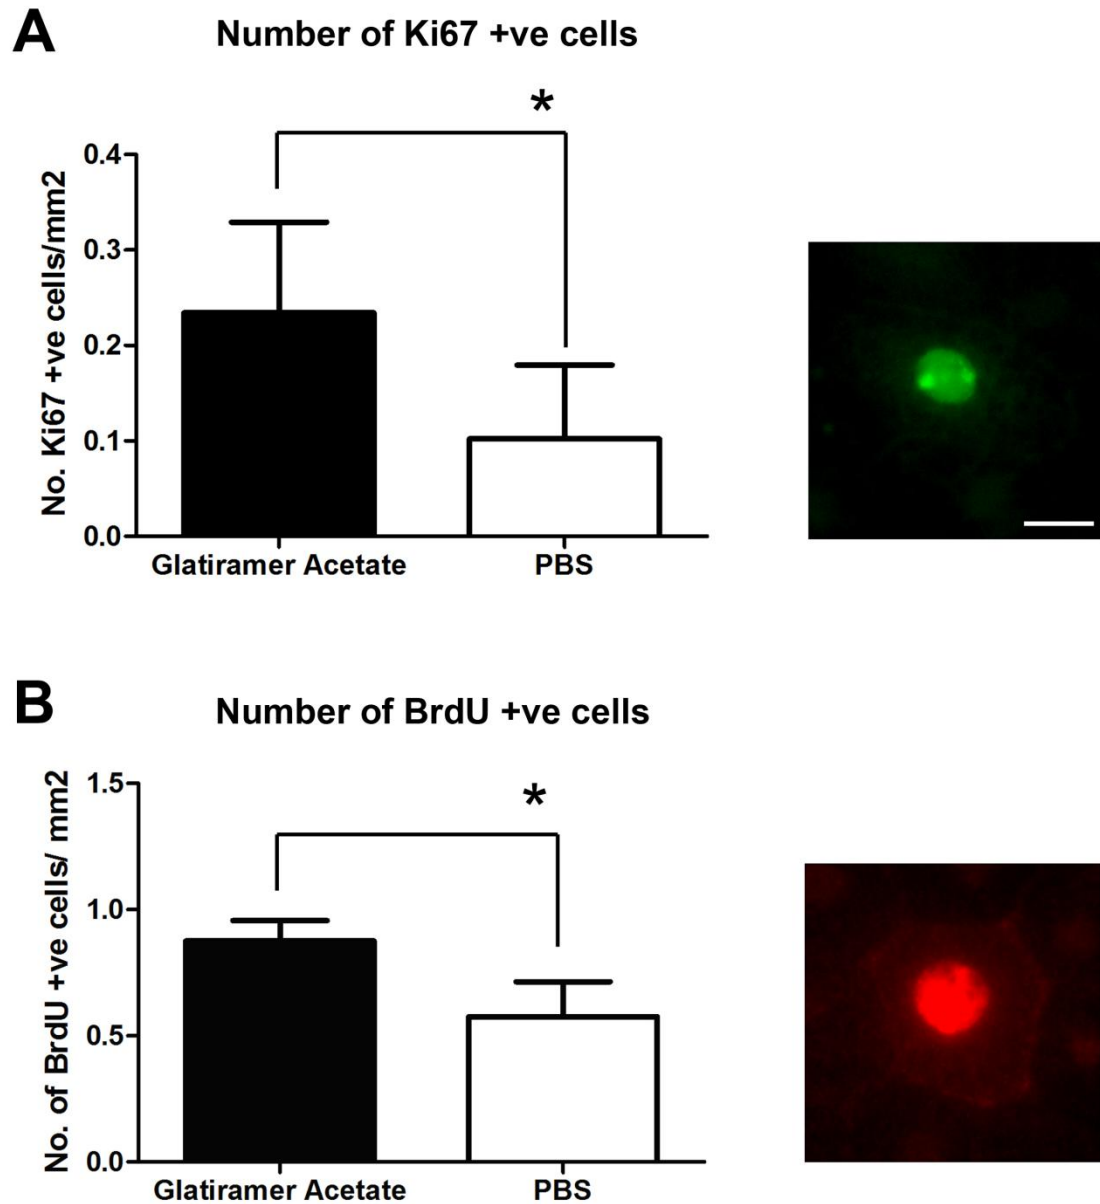 A
Number of Ki67 +ve cells
*
No. Ki67 +ve cells/mm2
0.4
0.3
0.2
0.1
0.0
Glatiramer Acetate
PBS
B
Number of BrdU +ve cells
*
No. of BrdU +ve cells/ mm2
1.5
1.0
0.5
0.0
Glatiramer Acetate
PBS